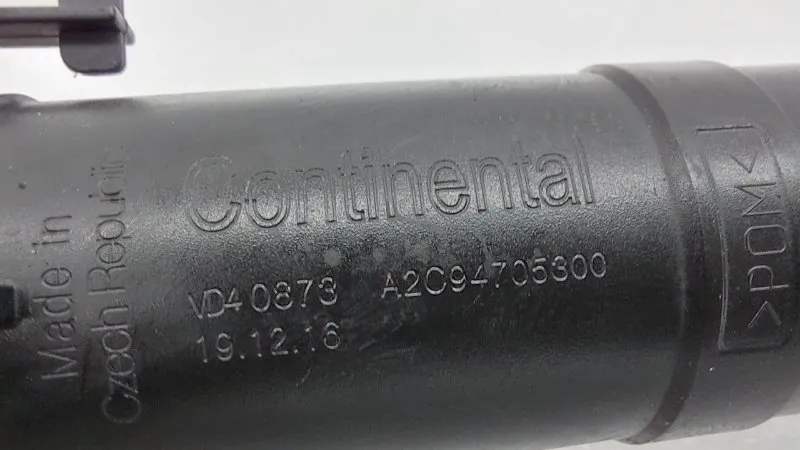 Continental
VD40873 A2C94705300
19.12.16
Made in
Czech Republic
>POM<